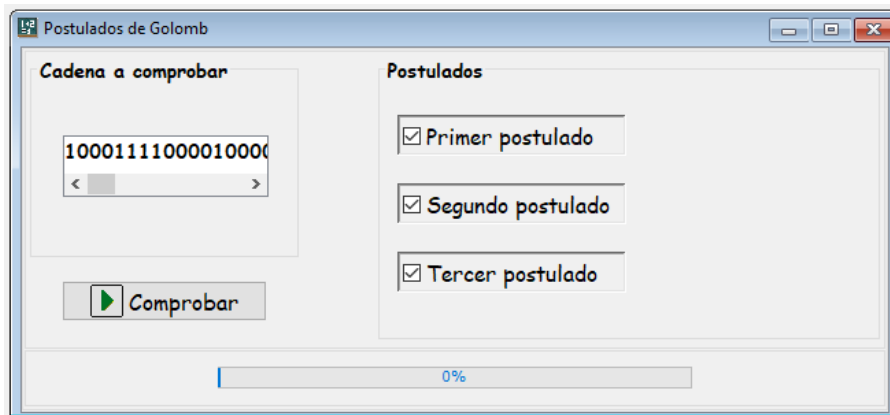 Postulados de Golomb
Cadena a comprobar
10001111000010000
Comprobar
Postulados
Primer postulado
Segundo postulado
Tercer postulado
0%